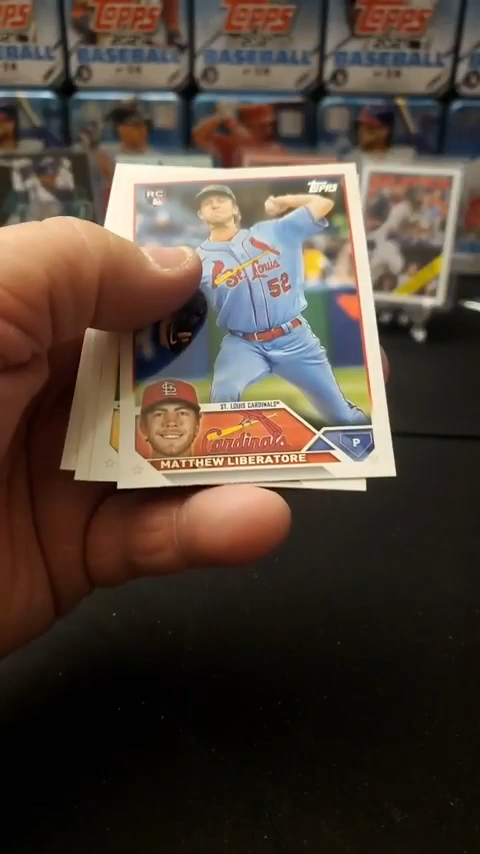 TOPPS
TOPPS
TOPPS
BASEBALL
BASEBALL
BASEBALL
RC
Topps
St. Louis
52
ST. LOUIS CARDINALS
Cardinals
P
MATTHEW LIBERATORE